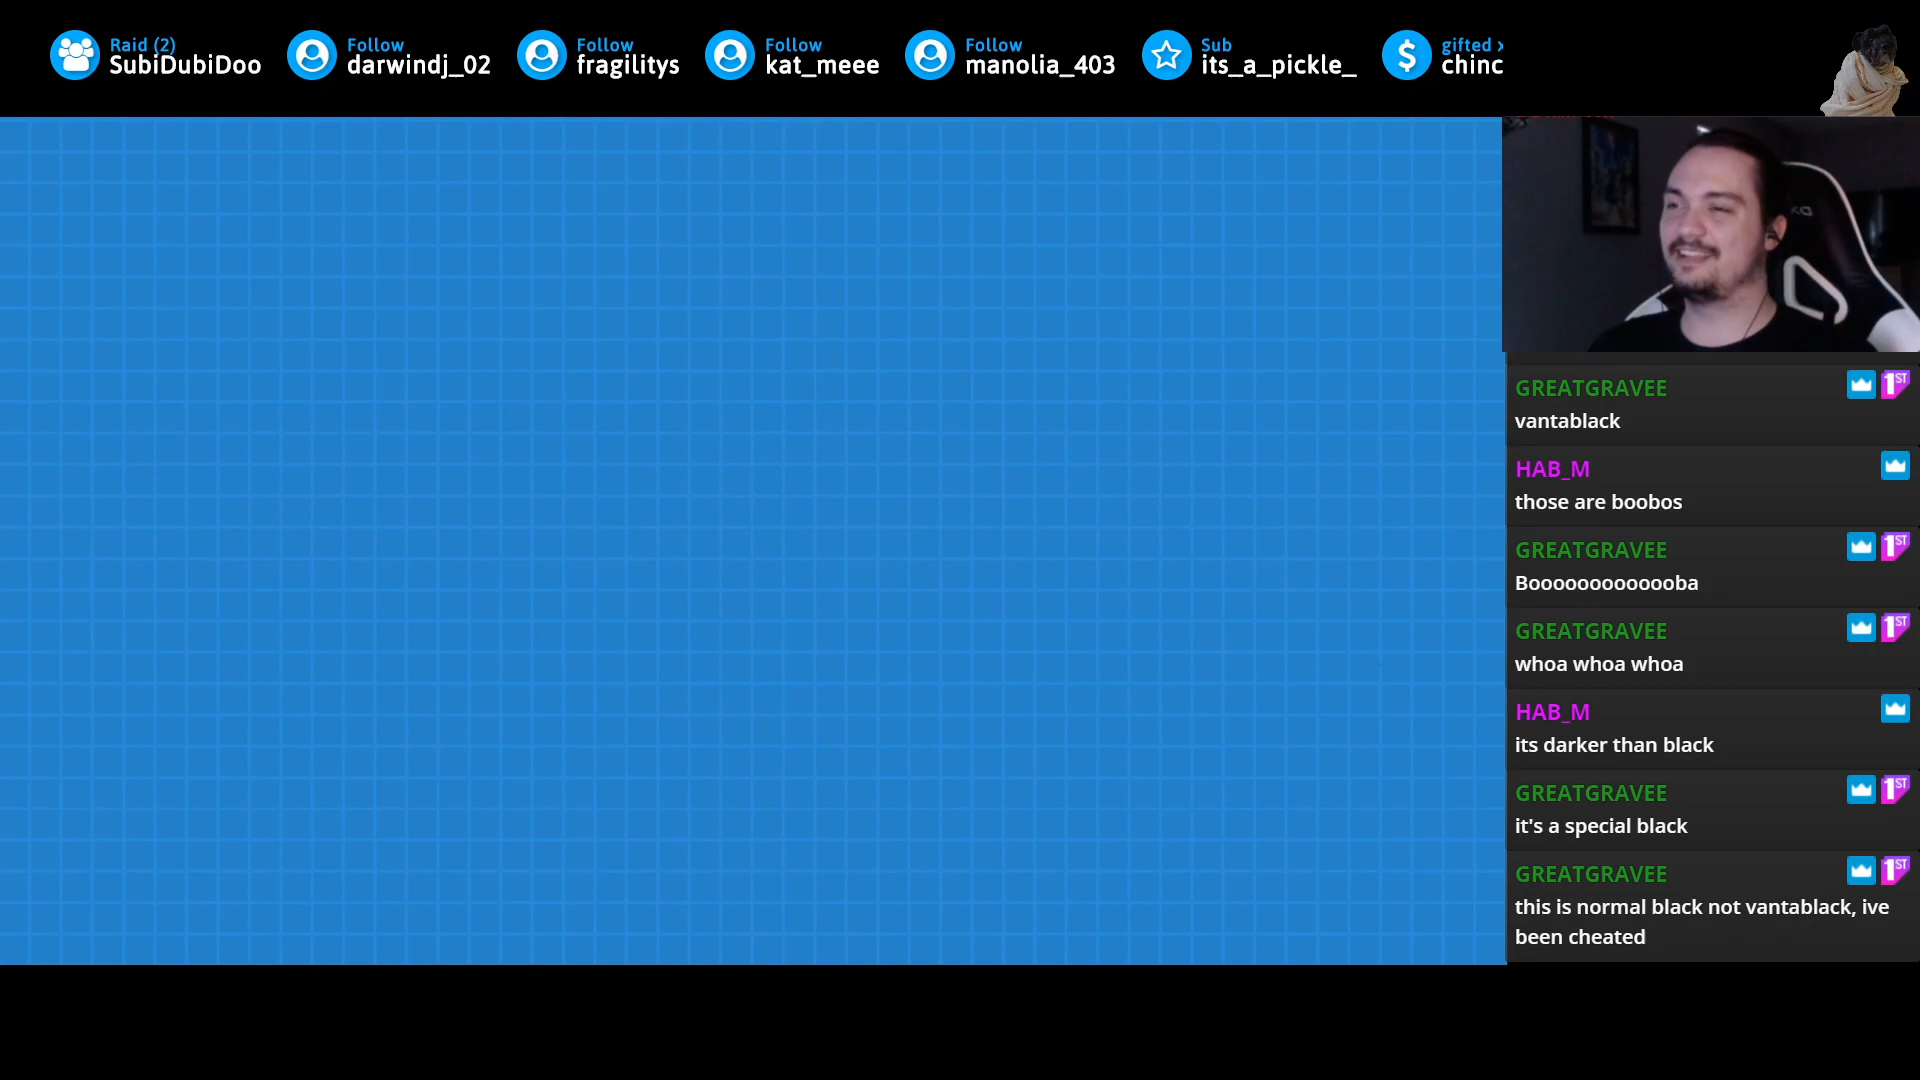 Raid (2)
SubiDubiDoo
Follow
darwindj_02
Follow
fragilitys
Follow
kat_meee
Follow
manolia_403
Sub
its_a_pickle_
gifted x
chinc
GREATGRAVEE
vantablack
HAB_M
those are boobos
GREATGRAVEE
Boooooooooooba
GREATGRAVEE
whoa whoa whoa
HAB_M
its darker than black
GREATGRAVEE
it's a special black
GREATGRAVEE
this is normal black not vantablack, ive
been cheated